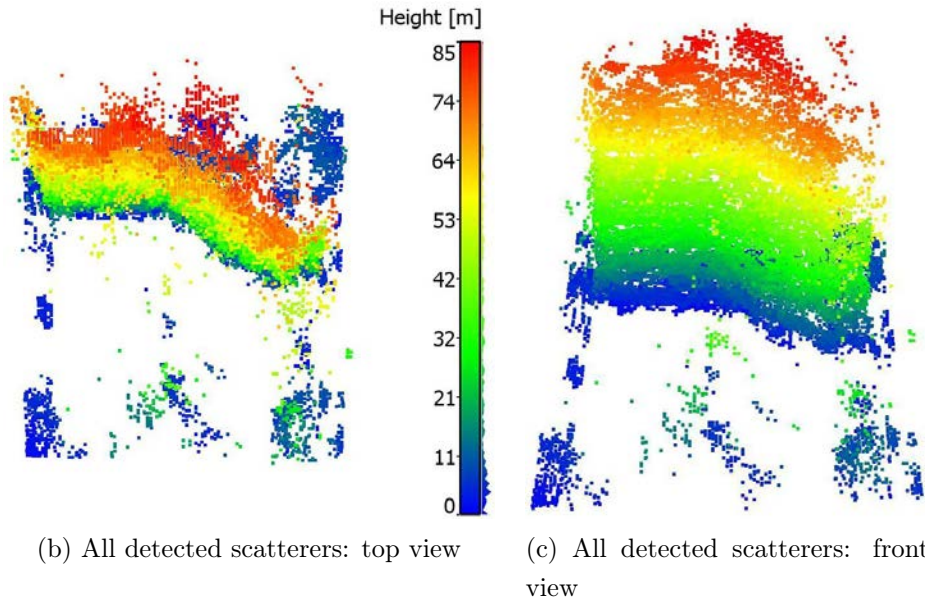 Height [m]
85
74
64
53
42
32
21
11
0
(b) All detected scatterers: top view
(c) All detected scatterers: front
view